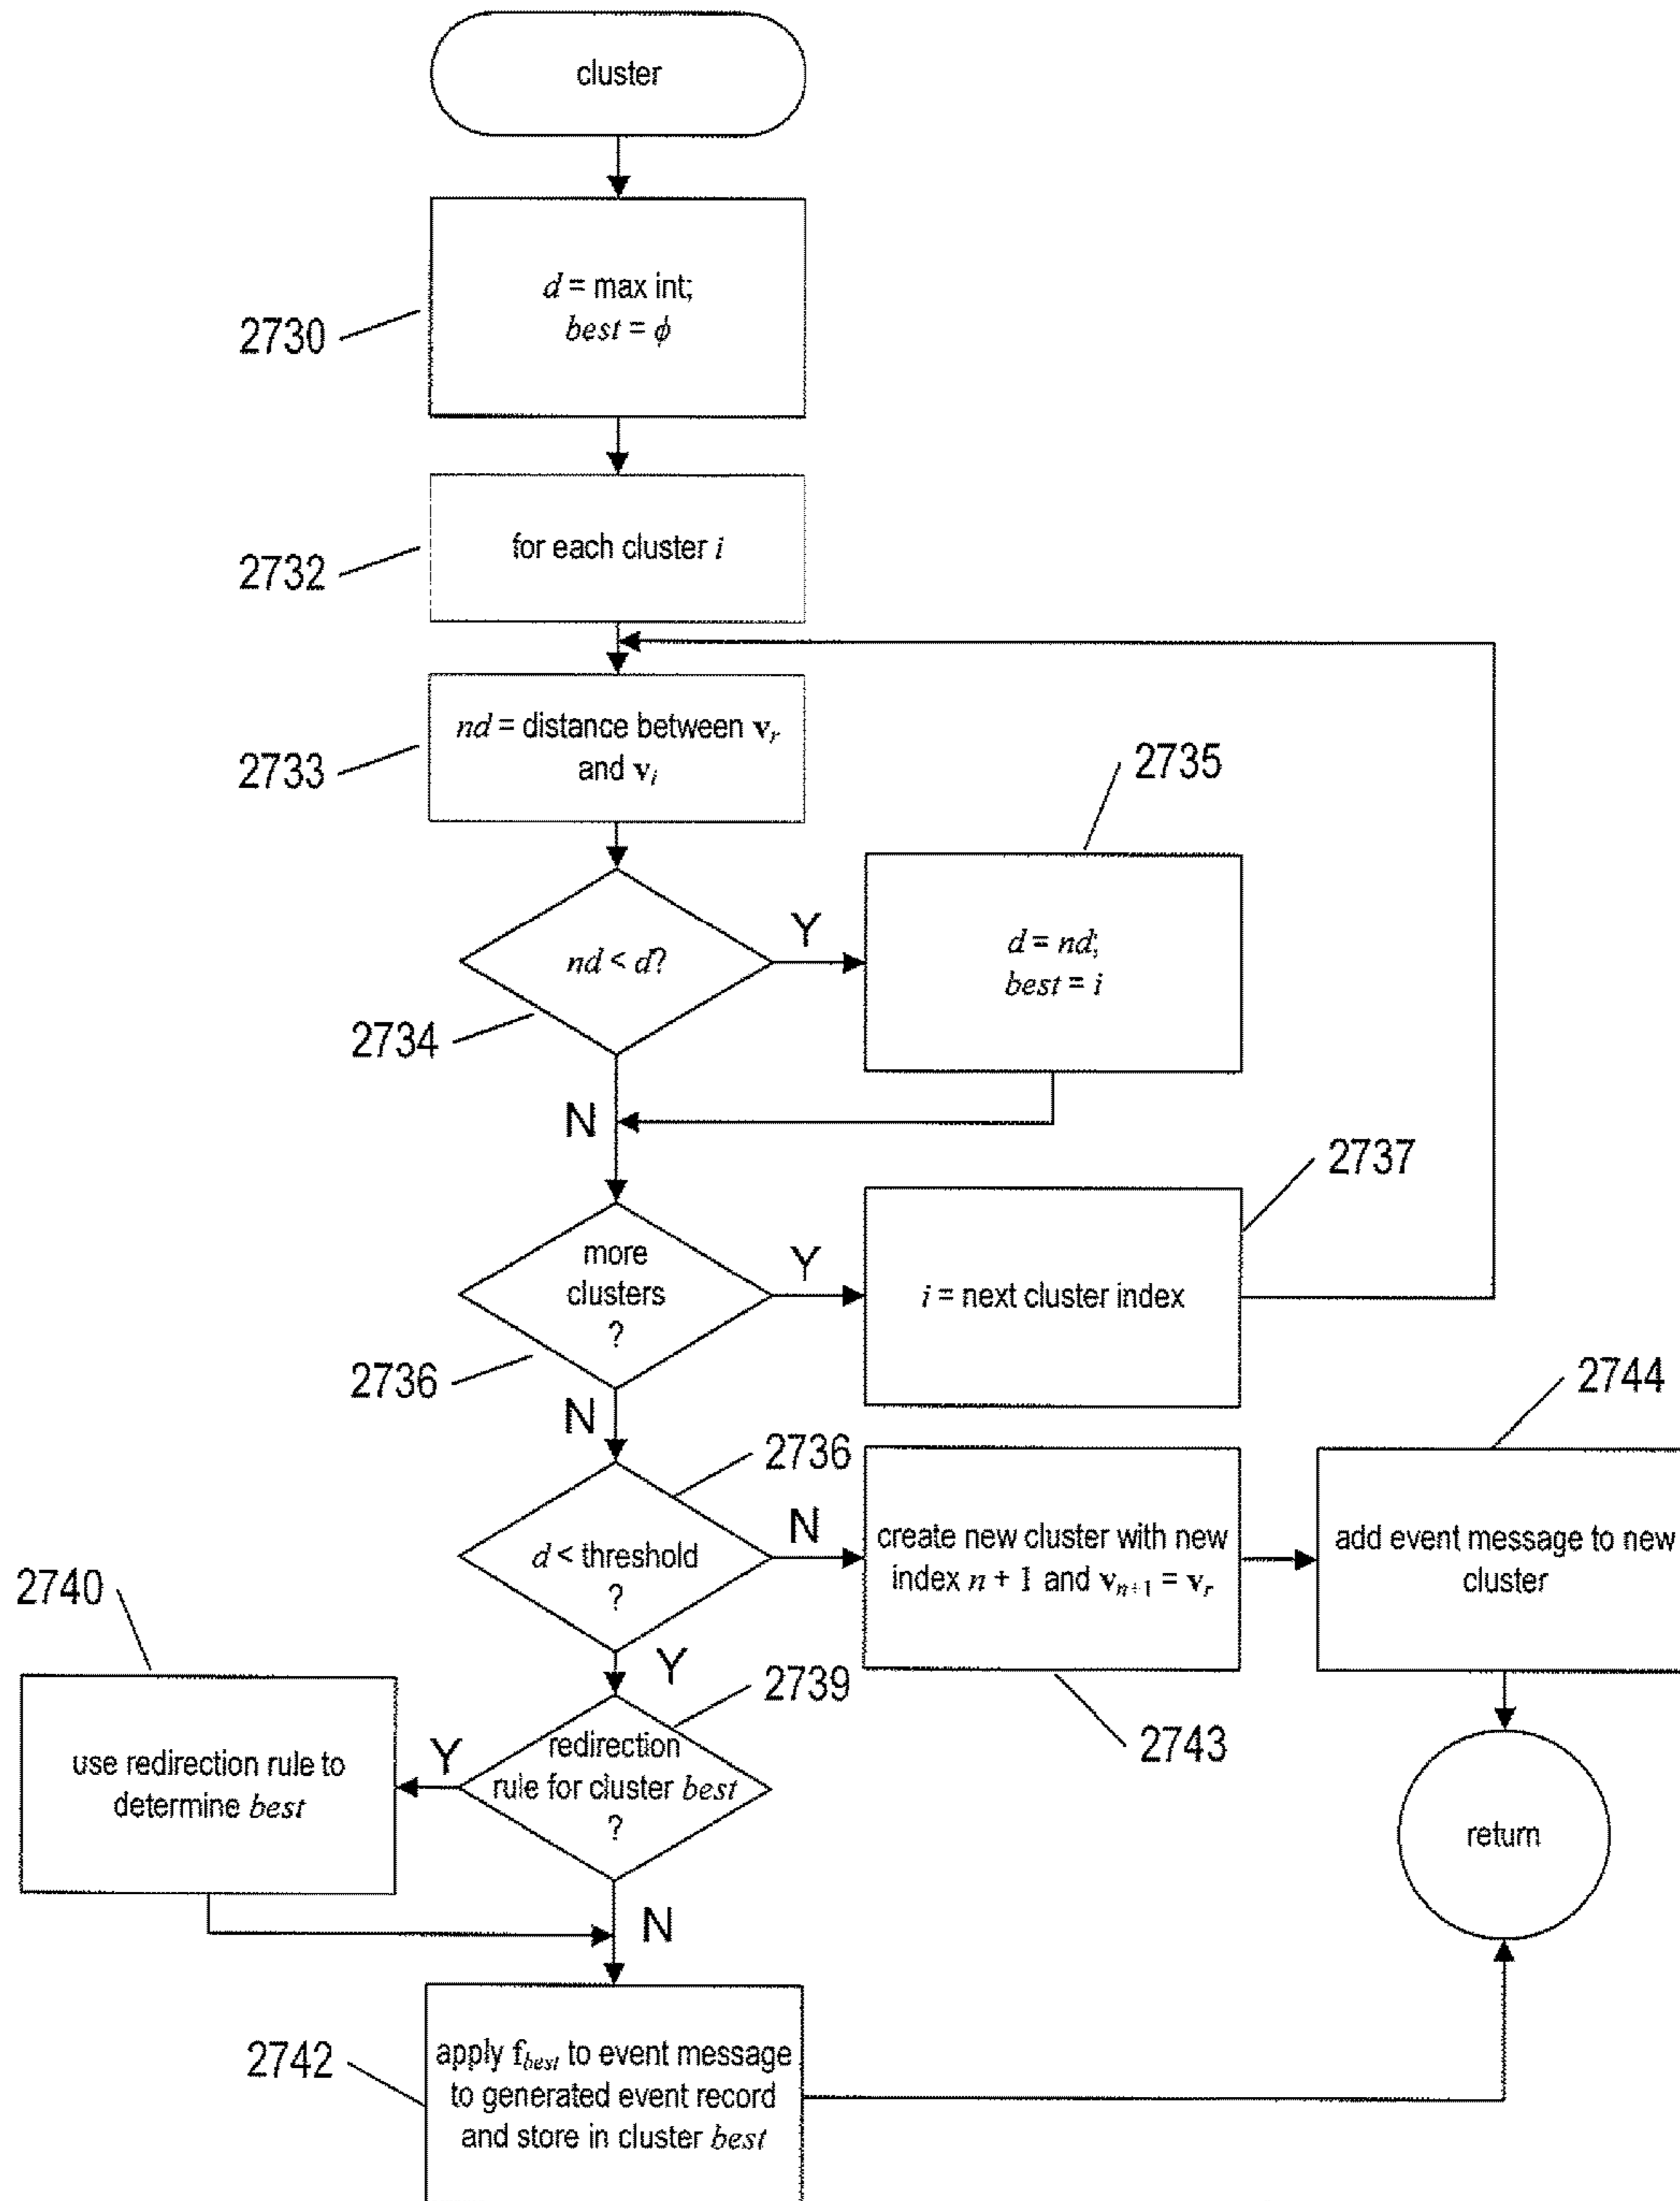 cluster
d = max int;
best = ϕ
2730
for each cluster i
2732
nd = distance between vr
and vi
2733
2735
nd < d?
Y
d = nd;
best = i
2734
N
2737
more
clusters
?
Y
i = next cluster index
2736
N
2744
2736
d < threshold
?
N
create new cluster with new
index n + 1 and vn+1 = vr
add event message to new
cluster
2740
Y
2739
2743
redirection
rule for cluster best
?
Y
use redirection rule to
determine best
return
N
2742
apply fbest to event message
to generated event record
and store in cluster best